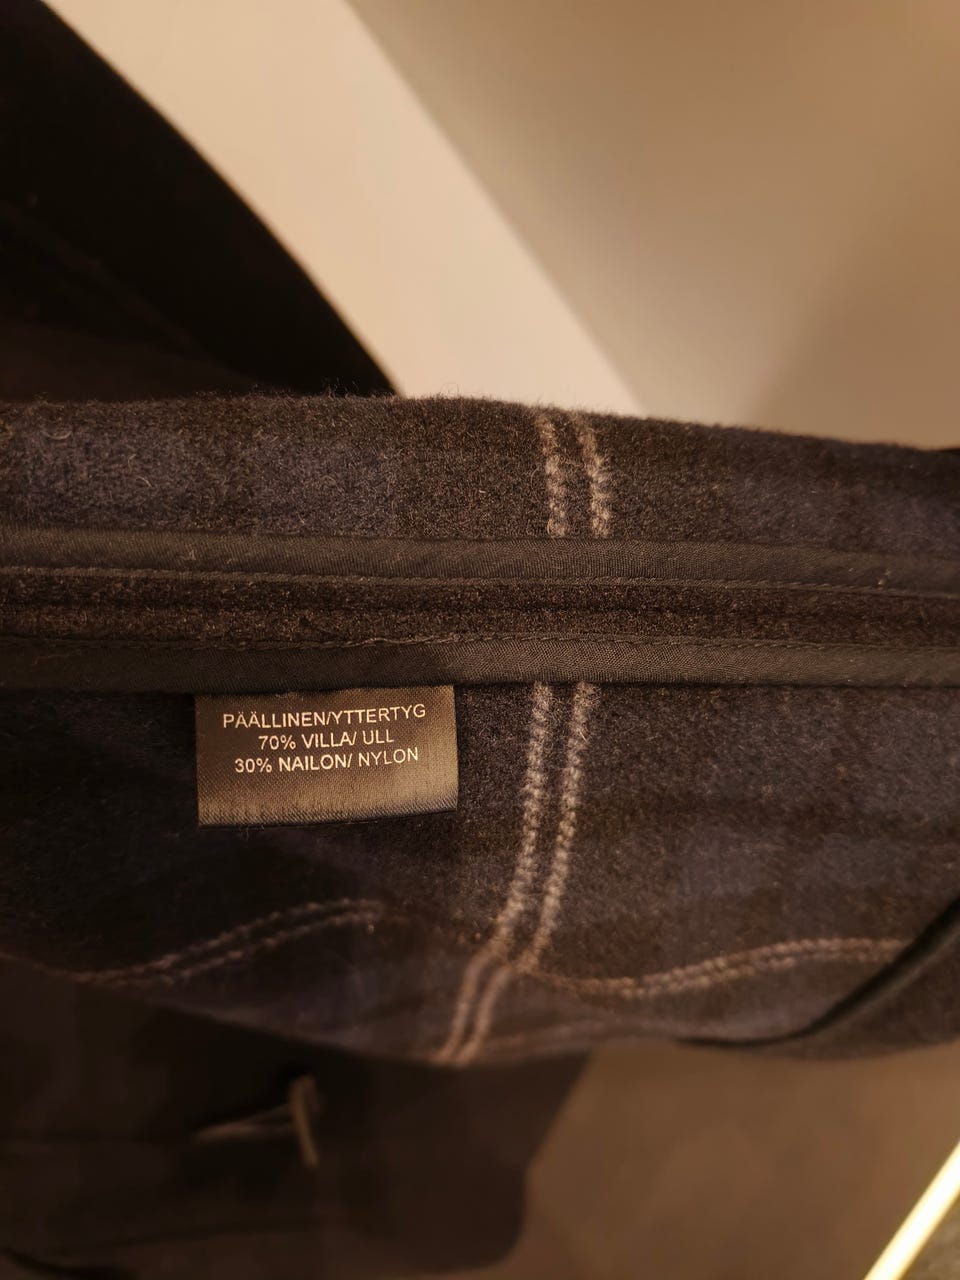 PÄÄLLINEN/YTTERTYG
70% VILLA/ ULL
30% NAILON/ NYLON